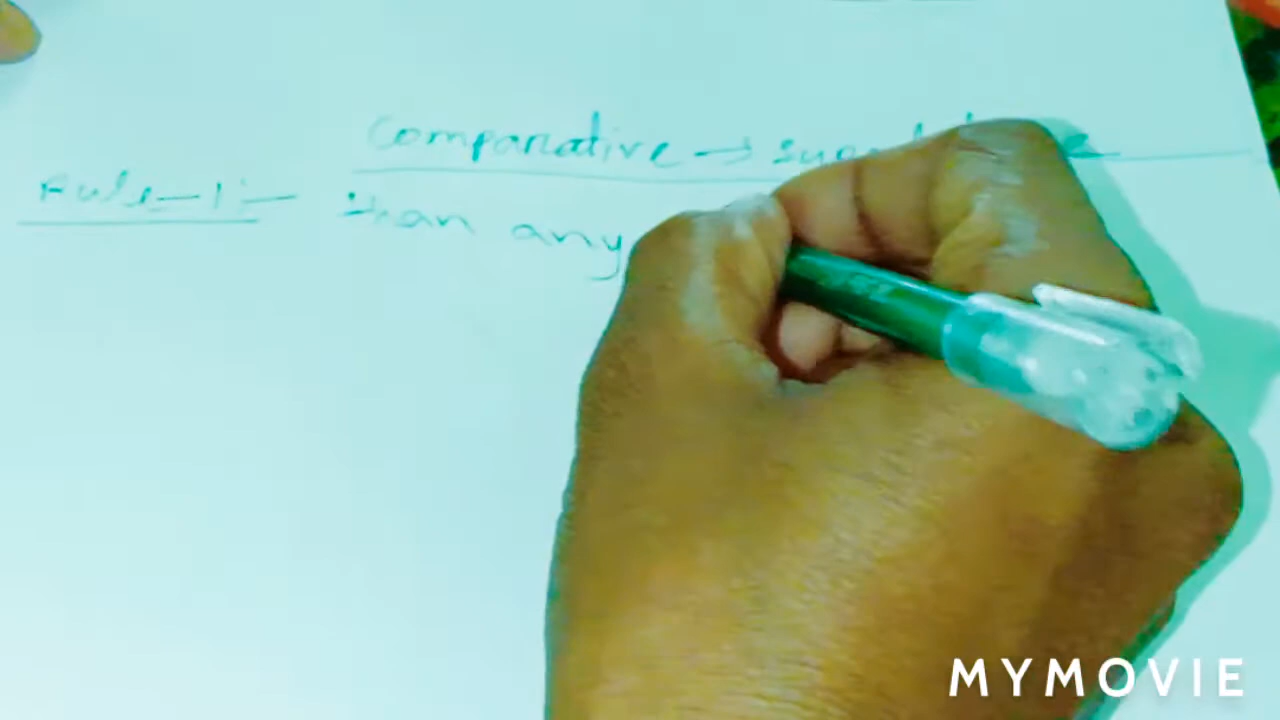 comparative →
Rule-1:- than any
MYMOVIE